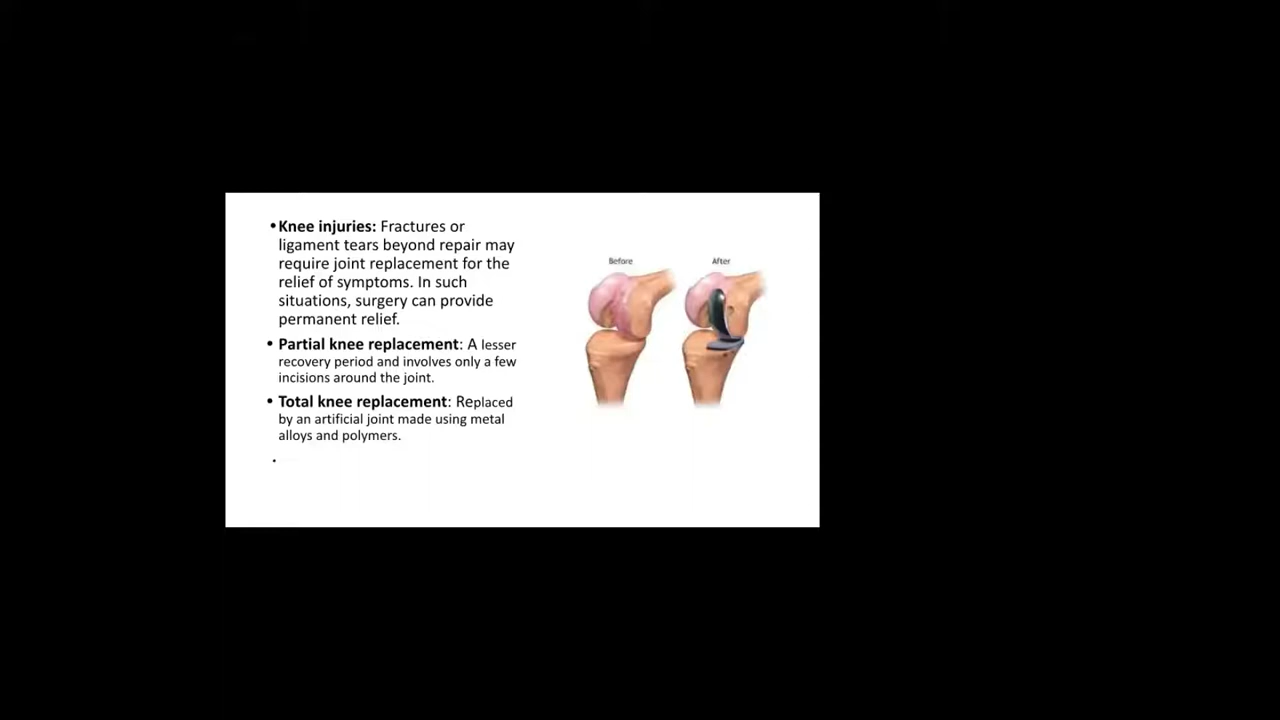 •Knee injuries: Fractures or
ligament tears beyond repair may
require joint replacement for the
relief of symptoms. In such
situations, surgery can provide
permanent relief.
• Partial knee replacement: A lesser
recovery period and involves only a few
incisions around the joint.
• Total knee replacement: Replaced
by an artificial joint made using metal
alloys and polymers.
•
Before
After